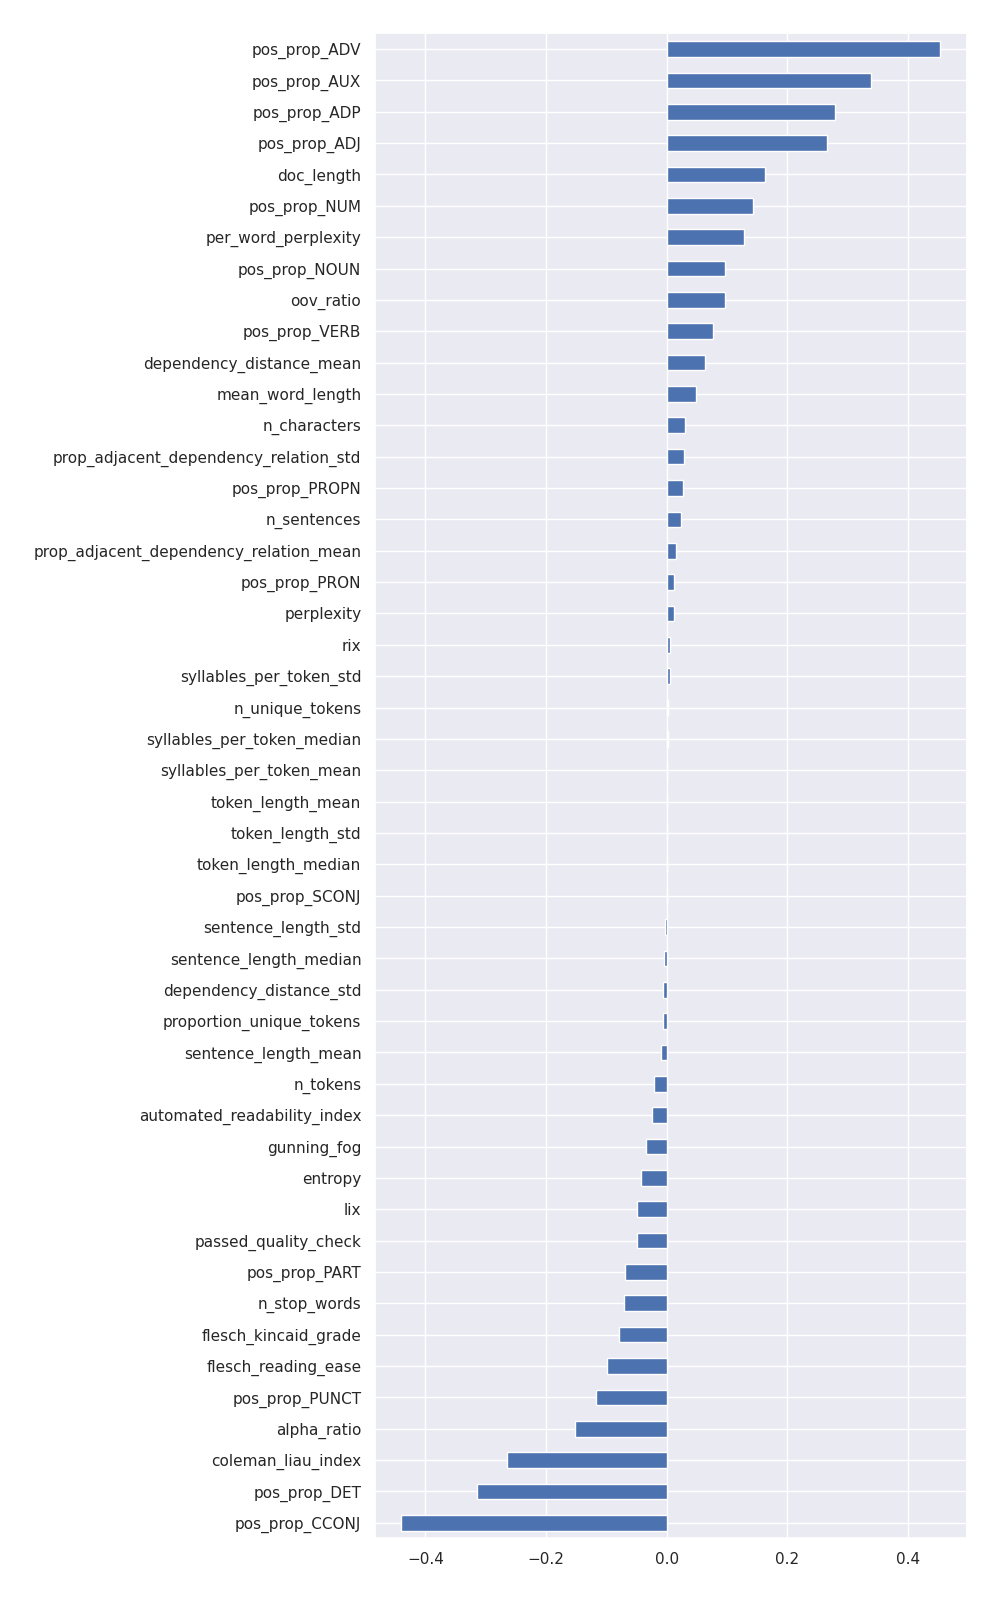 pos_prop_ADV
pos_prop_AUX
pos_prop_ADP
pos_prop_ADJ
doc_length
pos_prop_NUM
per_word_perplexity
pos_prop_NOUN
oov_ratio
pos_prop_VERB
dependency_distance_mean
mean_word_length
n_characters
prop_adjacent_dependency_relation_std
pos_prop_PROPN
n_sentences
prop_adjacent_dependency_relation_mean
pos_prop_PRON
perplexity
rix
syllables_per_token_std
n_unique_tokens
syllables_per_token_median
syllables_per_token_mean
token_length_mean
token_length_std
token_length_median
pos_prop_SCONJ
sentence_length_std
sentence_length_median
dependency_distance_std
proportion_unique_tokens
sentence_length_mean
n_tokens
automated_readability_index
gunning_fog
entropy
lix
passed_quality_check
pos_prop_PART
n_stop_words
flesch_kincaid_grade
flesch_reading_ease
pos_prop_PUNCT
alpha_ratio
coleman_liau_index
pos_prop_DET
pos_prop_CCONJ
−0.4 −0.2 0.0 0.2 0.4